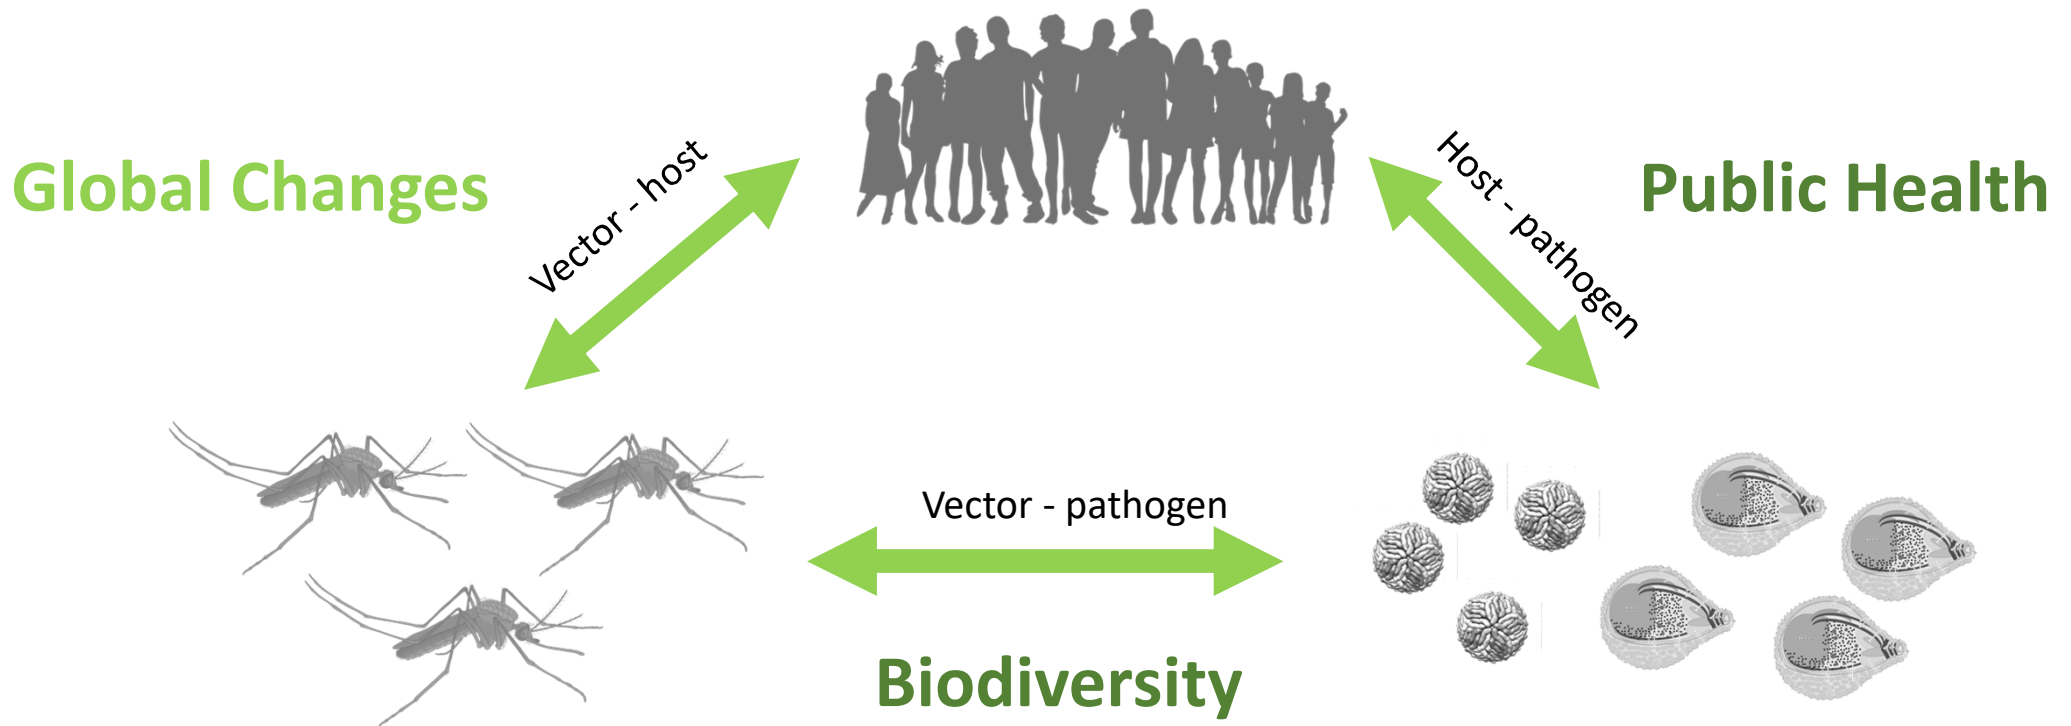 Global Changes
Vector - host
Host - pathogen
Public Health
Vector - pathogen
Biodiversity